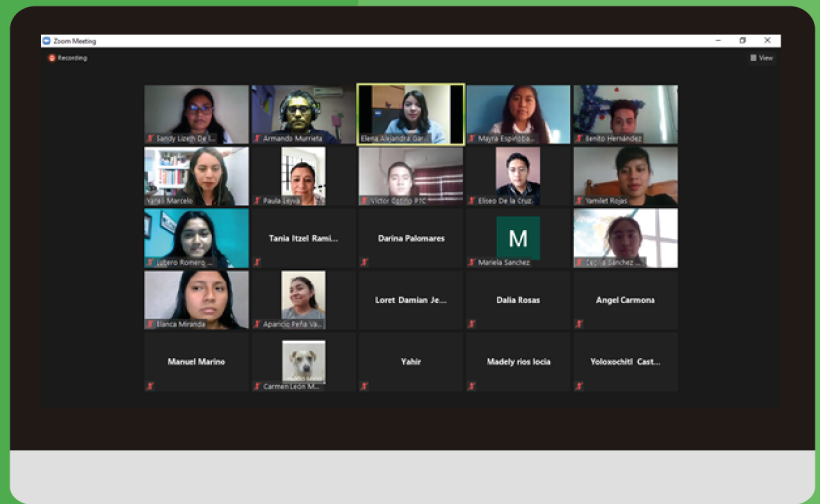 Zoom Meeting
Recording
View
Sandy Lizeth De l...
Armando Murrieta
Elena Alejandra Gar...
Mayra Espinoba...
Benito Hernández
Yareli Marcelo
Paula Leyva
Victor Osorio PTC
Eliseo De la Cruz
Yamilet Rojas
Romero
Tania Itzel Rami...
Darina Palomares
M
Mariela Sanchez
Cecilia Sánchez ...
Blanca Miranda
Aparicio Peña Va...
Loret Damian Je...
Dalia Rosas
Angel Carmona
Manuel Marino
Carmen León M...
Yahir
Madely rios locia
Yoloxochitl Cast...